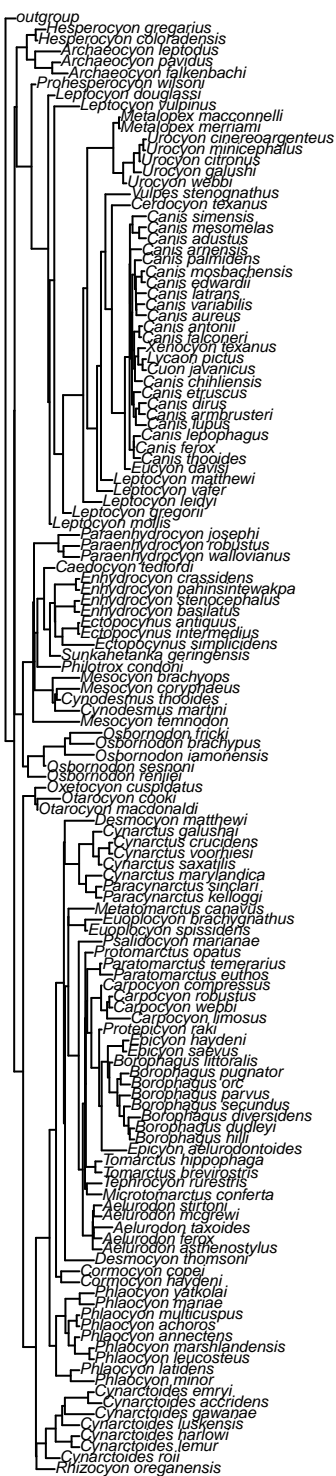 outgroup
Hesperocyon gregarius
Hesperocyon coloradensis
Archaeocyon leptodus
Archaeocyon pavidus
Archaeocyon falkenbachi
Prohesperocyon wilsoni
Leptocyon douglassi
Leptocyon vulpinus
Metalopex macconnelli
Metalopex merriami
Urocyon cinereoargenteus
Urocyon minicephalus
Urocyon citronus
Urocyon galushi
Urocyon webbi
Vulpes stenognathus
Cerdocyon texanus
Canis simensis
Canis mesomelas
Canis adustus
Canis arnensis
Canis palmidens
Canis mosbachensis
Canis edwardii
Canis latrans
Canis variabilis
Canis aureus
Canis antonii
Canis falconeri
Xenocyon texanus
Lycaon pictus
Cuon javanicus
Canis chihliensis
Canis etruscus
Canis dirus
Canis armbrusteri
Canis lupus
Canis lepophagus
Canis ferox
Canis thooides
Eucyon davisi
Leptocyon matthewi
Leptocyon vafer
Leptocyon leidyi
Leptocyon gregorii
Leptocyon mollis
Paraenhydrocyon josephi
Paraenhydrocyon robustus
Paraenhydrocyon wallovianus
Caedocyon tedfordi
Enhydrocyon crassidens
Enhydrocyon pahinsintewakpa
Enhydrocyon stenocephalus
Enhydrocyon basilatus
Ectopocynus antiquus
Ectopocynus intermedius
Ectopocynus simplicidens
Sunkahetanka geringensis
Philotrox condoni
Mesocyon brachyops
Mesocyon coryphaeus
Cynodesmus thooides
Cynodesmus martini
Mesocyon temnodon
Osbornodon fricki
Osbornodon brachypus
Osbornodon iamonensis
Osbornodon sesnoni
Osbornodon renjiei
Oxetocyon cuspidatus
Otarocyon cooki
Otarocyon macdonaldi
Desmocyon matthewi
Cynarctus galushai
Cynarctus crucidens
Cynarctus voorhiesi
Cynarctus saxatilis
Cynarctus marylandica
Paracynarctus sinclari
Paracynarctus kelloggi
Metatomarctus canavus
Euoplocyon brachygnathus
Euoplocyon spissidens
Psalidocyon marianae
Protomarctus opatus
Paratomarctus temerarius
Paratomarctus euthos
Carpocyon compressus
Carpocyon robustus
Carpocyon webbi
Carpocyon limosus
Protepicyon raki
Epicyon haydeni
Epicyon saevus
Borophagus littoralis
Borophagus pugnator
Borophagus orc
Borophagus parvus
Borophagus secundus
Borophagus diversidens
Borophagus dudleyi
Borophagus hilli
Epicyon aelurodontoides
Tomarctus hippophaga
Tomarctus brevirostris
Tephrocyon rurestris
Microtomarctus conferta
Aelurodon stirtoni
Aelurodon mcgrewi
Aelurodon taxoides
Aelurodon ferox
Aelurodon asthenostylus
Desmocyon thomsoni
Cormocyon copei
Cormocyon haydeni
Phlaocyon yatkolai
Phlaocyon mariae
Phlaocyon multicuspus
Phlaocyon achoros
Phlaocyon annectens
Phlaocyon marshlandensis
Phlaocyon leucosteus
Phlaocyon latidens
Phlaocyon minor
Cynarctoides emryi
Cynarctoides accridens
Cynarctoides gawanae
Cynarctoides luskensis
Cynarctoides harlowi
Cynarctoides lemur
Cynarctoides roii
Rhizocyon oregonensis